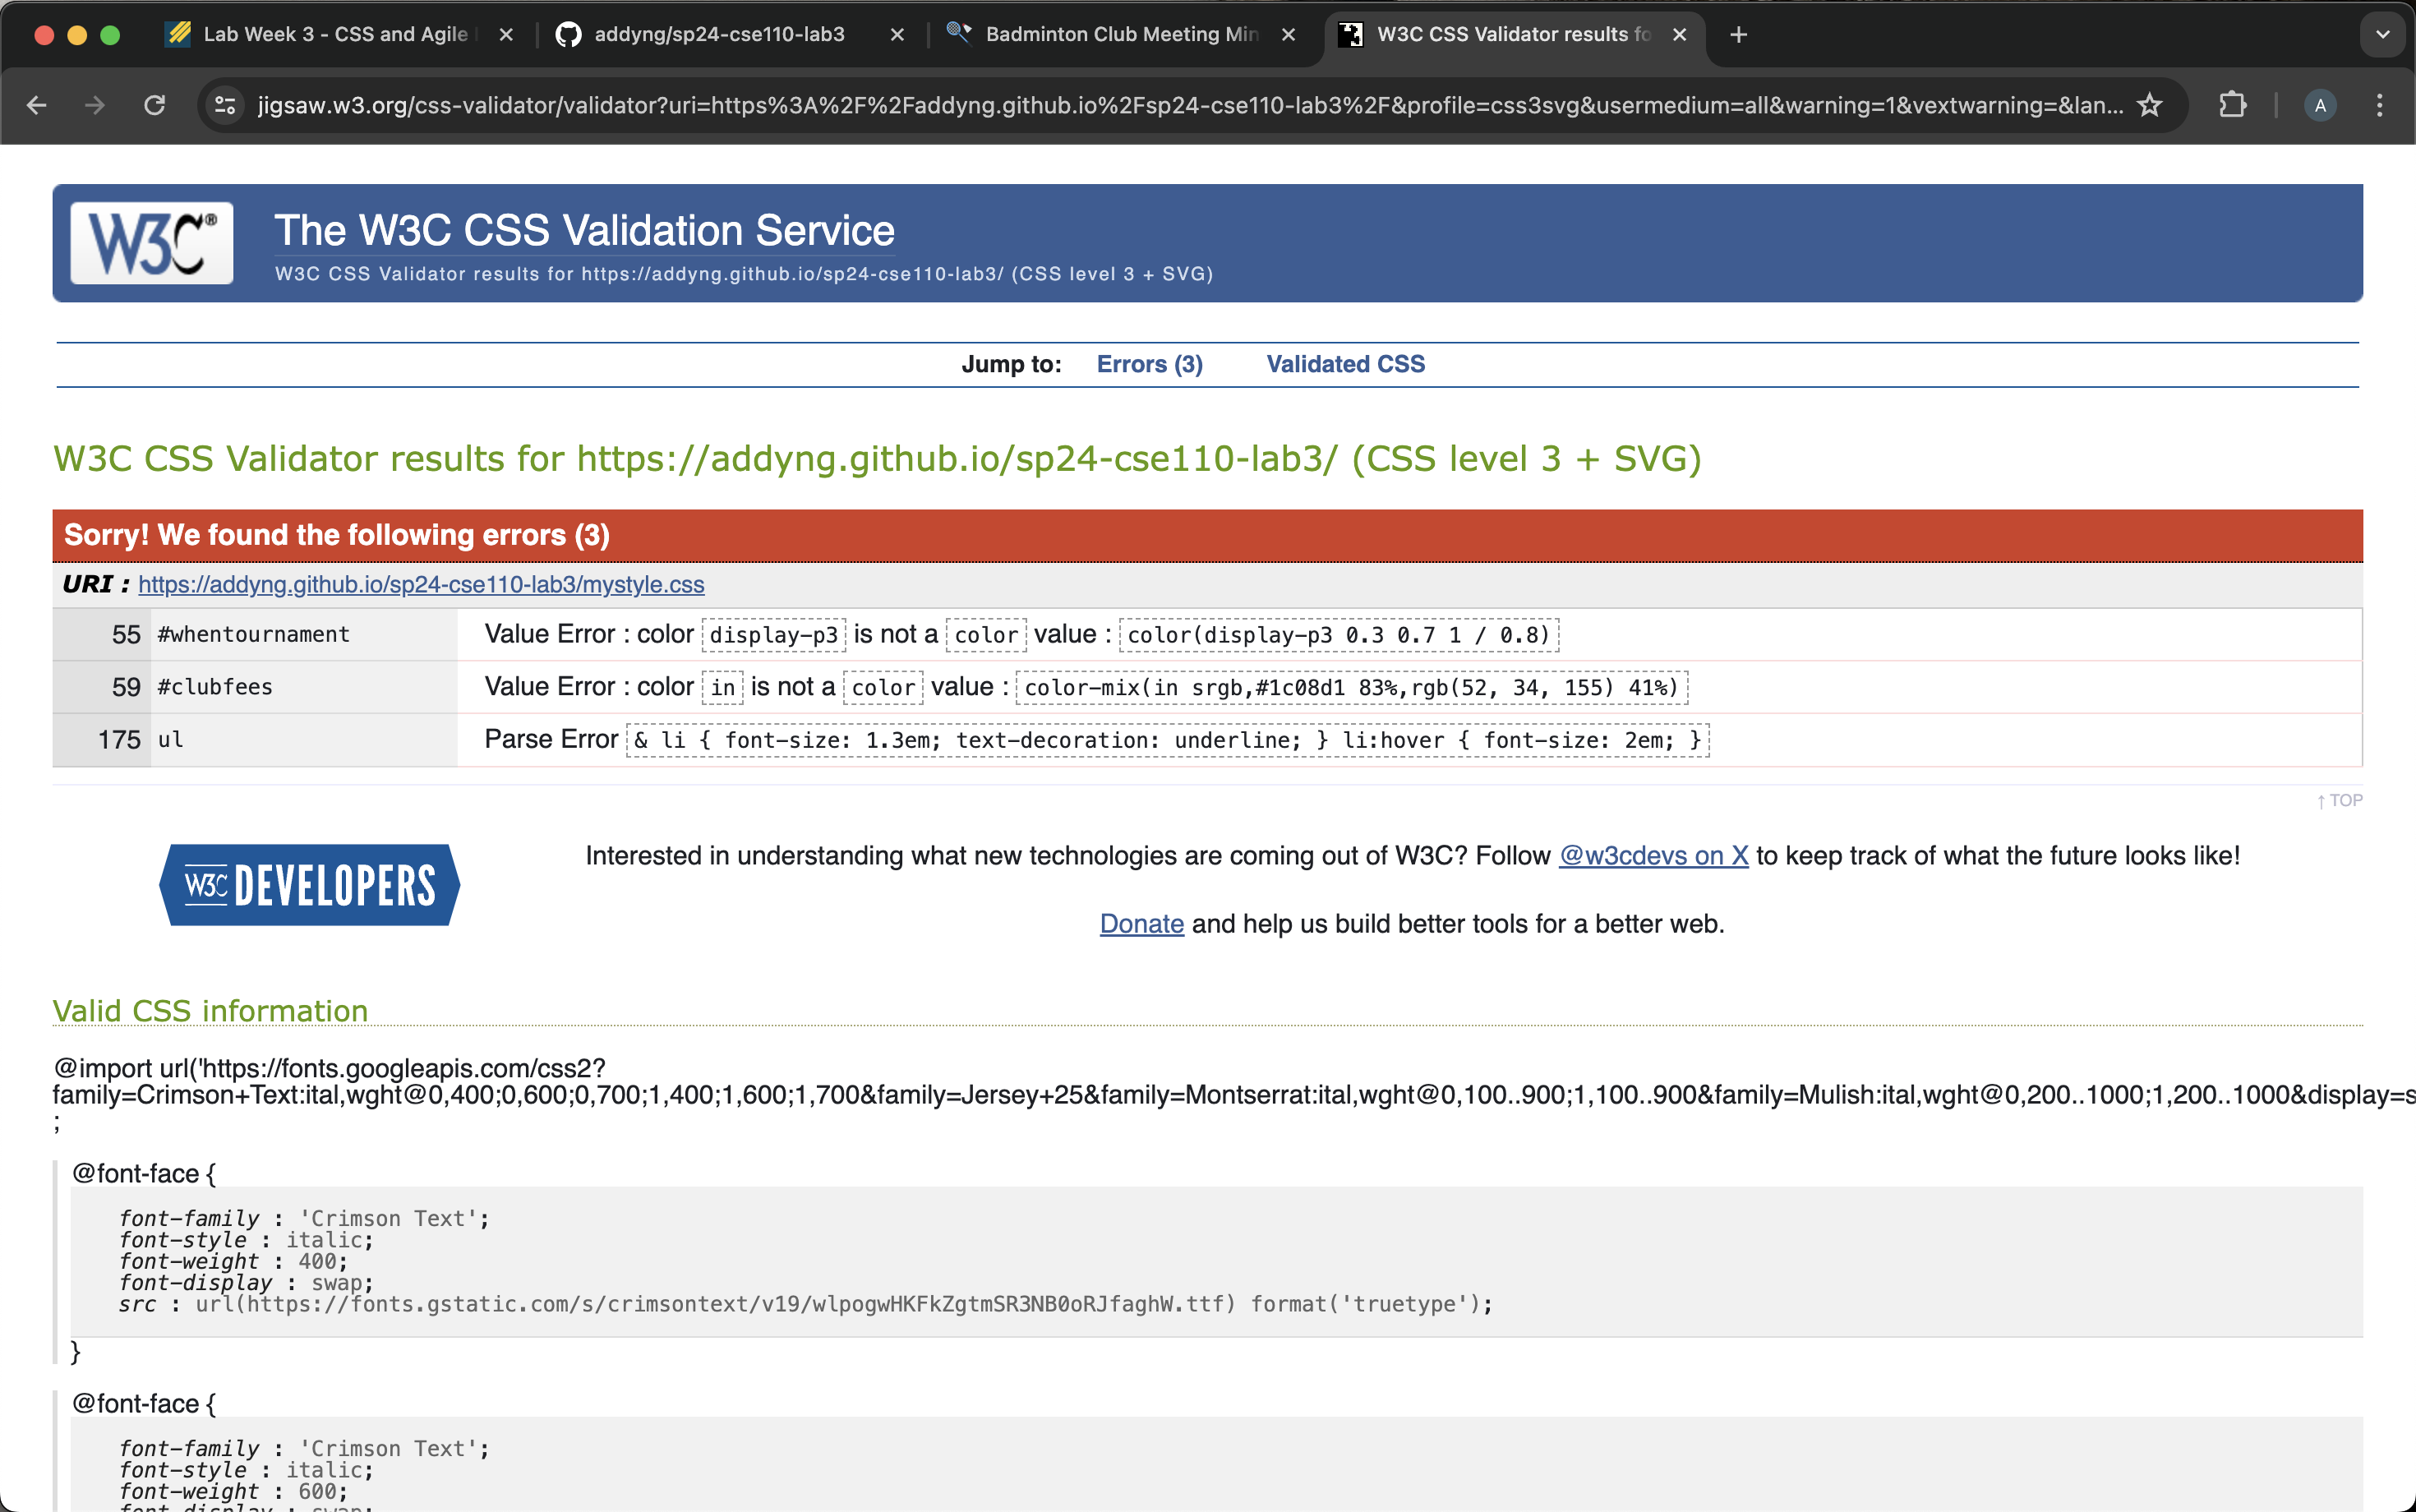 Lab Week 3 - CSS and Agile
addyng/sp24-cse110-lab3
Badminton Club Meeting Min
W3C CSS Validator results fo
jigsaw.w3.org/css-validator/validator?uri=https%3A%2F%2Faddyng.github.io%2Fsp24-cse110-lab3%2F&profile=css3svg&usermedium=all&warning=1&vextwarning=&lan...
A
W3C®
The W3C CSS Validation Service
W3C CSS Validator results for https://addyng.github.io/sp24-cse110-lab3/ (CSS level 3 + SVG)
Jump to: Errors (3) Validated CSS
W3C CSS Validator results for https://addyng.github.io/sp24-cse110-lab3/ (CSS level 3 + SVG)
Sorry! We found the following errors (3)
URI : https://addyng.github.io/sp24-cse110-lab3/mystyle.css
55 #whentournament Value Error : color display-p3 is not a color value : color(display-p3 0.3 0.7 1 / 0.8)
59 #clubfees Value Error : color in is not a color value : color-mix(in srgb,#1c08d1 83%,rgb(52, 34, 155) 41%)
175 ul Parse Error & li { font-size: 1.3em; text-decoration: underline; } li:hover { font-size: 2em; }
↑ TOP
W3C DEVELOPERS
Interested in understanding what new technologies are coming out of W3C? Follow @w3cdevs on X to keep track of what the future looks like!
Donate and help us build better tools for a better web.
Valid CSS information
@import url('https://fonts.googleapis.com/css2?
family=Crimson+Text:ital,wght@0,400;0,600;0,700;1,400;1,600;1,700&family=Jersey+25&family=Montserrat:ital,wght@0,100..900;1,100..900&family=Mulish:ital,wght@0,200..1000;1,200..1000&display=s
;
@font-face {
font-family : 'Crimson Text';
font-style : italic;
font-weight : 400;
font-display : swap;
src : url(https://fonts.gstatic.com/s/crimsontext/v19/wlpogwHKFkZgtmSR3NB0oRJfaghW.ttf) format('truetype');
}
@font-face {
font-family : 'Crimson Text';
font-style : italic;
font-weight : 600;
font-display : swap;